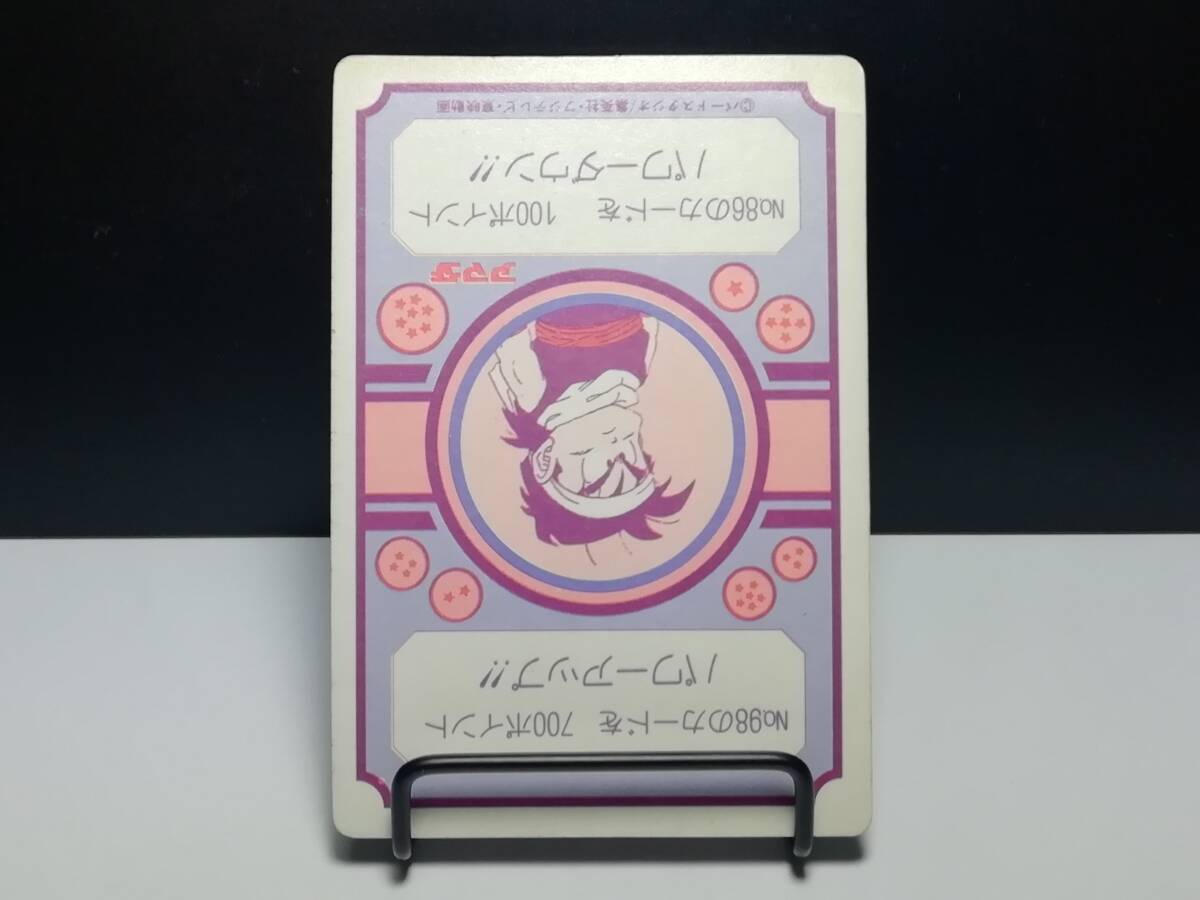 No.98のカードを 700ポイント
パワーアップ!!
アマダ
No.86のカードを 100ポイント
パワーダウン!!
©バードスタジオ/集英社・フジテレビ・東映動画